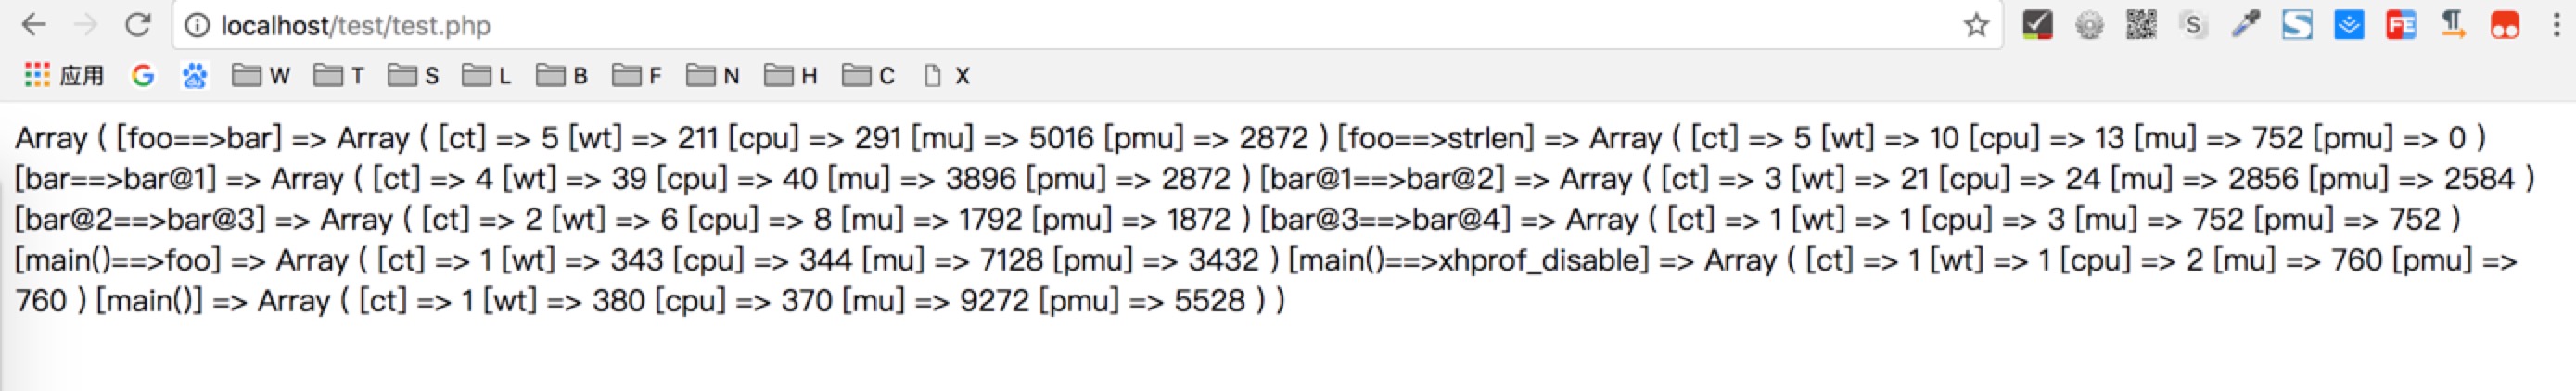 localhost/test/test.php
S S FE
应用 G du W T S L B F N H C X
Array ( [foo==>bar] => Array ( [ct] => 5 [wt] => 211 [cpu] => 291 [mu] => 5016 [pmu] => 2872 ) [foo==>strlen] => Array ( [ct] => 5 [wt] => 10 [cpu] => 13 [mu] => 752 [pmu] => 0 )
[bar==>bar@1] => Array ( [ct] => 4 [wt] => 39 [cpu] => 40 [mu] => 3896 [pmu] => 2872 ) [bar@1==>bar@2] => Array ( [ct] => 3 [wt] => 21 [cpu] => 24 [mu] => 2856 [pmu] => 2584 )
[bar@2==>bar@3] => Array ( [ct] => 2 [wt] => 6 [cpu] => 8 [mu] => 1792 [pmu] => 1872 ) [bar@3==>bar@4] => Array ( [ct] => 1 [wt] => 1 [cpu] => 3 [mu] => 752 [pmu] => 752 )
[main()==>foo] => Array ( [ct] => 1 [wt] => 343 [cpu] => 344 [mu] => 7128 [pmu] => 3432 ) [main()==>xhprof_disable] => Array ( [ct] => 1 [wt] => 1 [cpu] => 2 [mu] => 760 [pmu] =>
760 ) [main()] => Array ( [ct] => 1 [wt] => 380 [cpu] => 370 [mu] => 9272 [pmu] => 5528 ) )